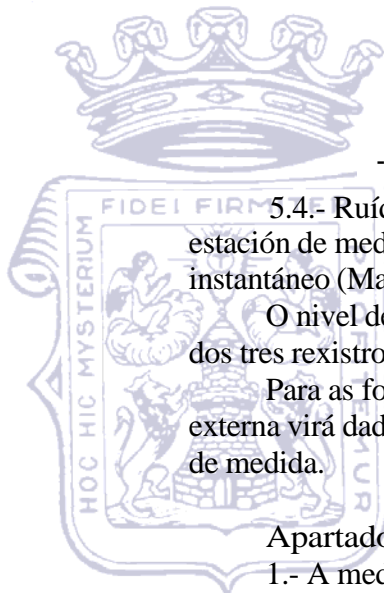 5.4.- Ruíd
estación de med
instantáneo (Ma
O nivel de
dos tres rexistro
Para as fo
externa virá dad
de medida.
Apartado
1.- A med
HOC HIC MYSTERIUM FIDEI FIRMITER